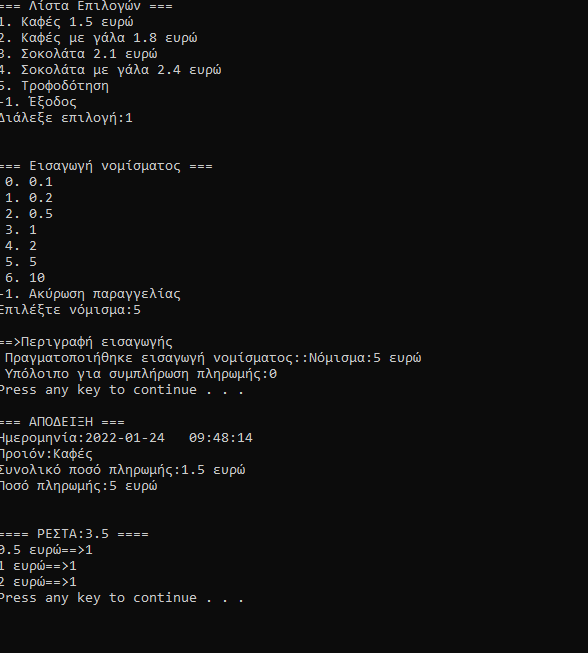 === Λίστα Επιλογών ===
1. Καφές 1.5 ευρώ
2. Καφές με γάλα 1.8 ευρώ
3. Σοκολάτα 2.1 ευρώ
4. Σοκολάτα με γάλα 2.4 ευρώ
5. Τροφοδότηση
-1. Έξοδος
Διάλεξε επιλογή:1
=== Εισαγωγή νομίσματος ===
0. 0.1
1. 0.2
2. 0.5
3. 1
4. 2
5. 5
6. 10
-1. Ακύρωση παραγγελίας
Επιλέξτε νόμισμα:5
==>Περιγραφή εισαγωγής
Πραγματοποιήθηκε εισαγωγή νομίσματος::Νόμισμα:5 ευρώ
Υπόλοιπο για συμπλήρωση πληρωμής:0
Press any key to continue . . .
=== ΑΠΟΔΕΙΞΗ ===
Ημερομηνία:2022-01-24 09:48:14
Προιόν:Καφές
Συνολικό ποσό πληρωμής:1.5 ευρώ
Ποσό πληρωμής:5 ευρώ
==== ΡΕΣΤΑ:3.5 ====
0.5 ευρώ==>1
1 ευρώ==>1
2 ευρώ==>1
Press any key to continue . . .